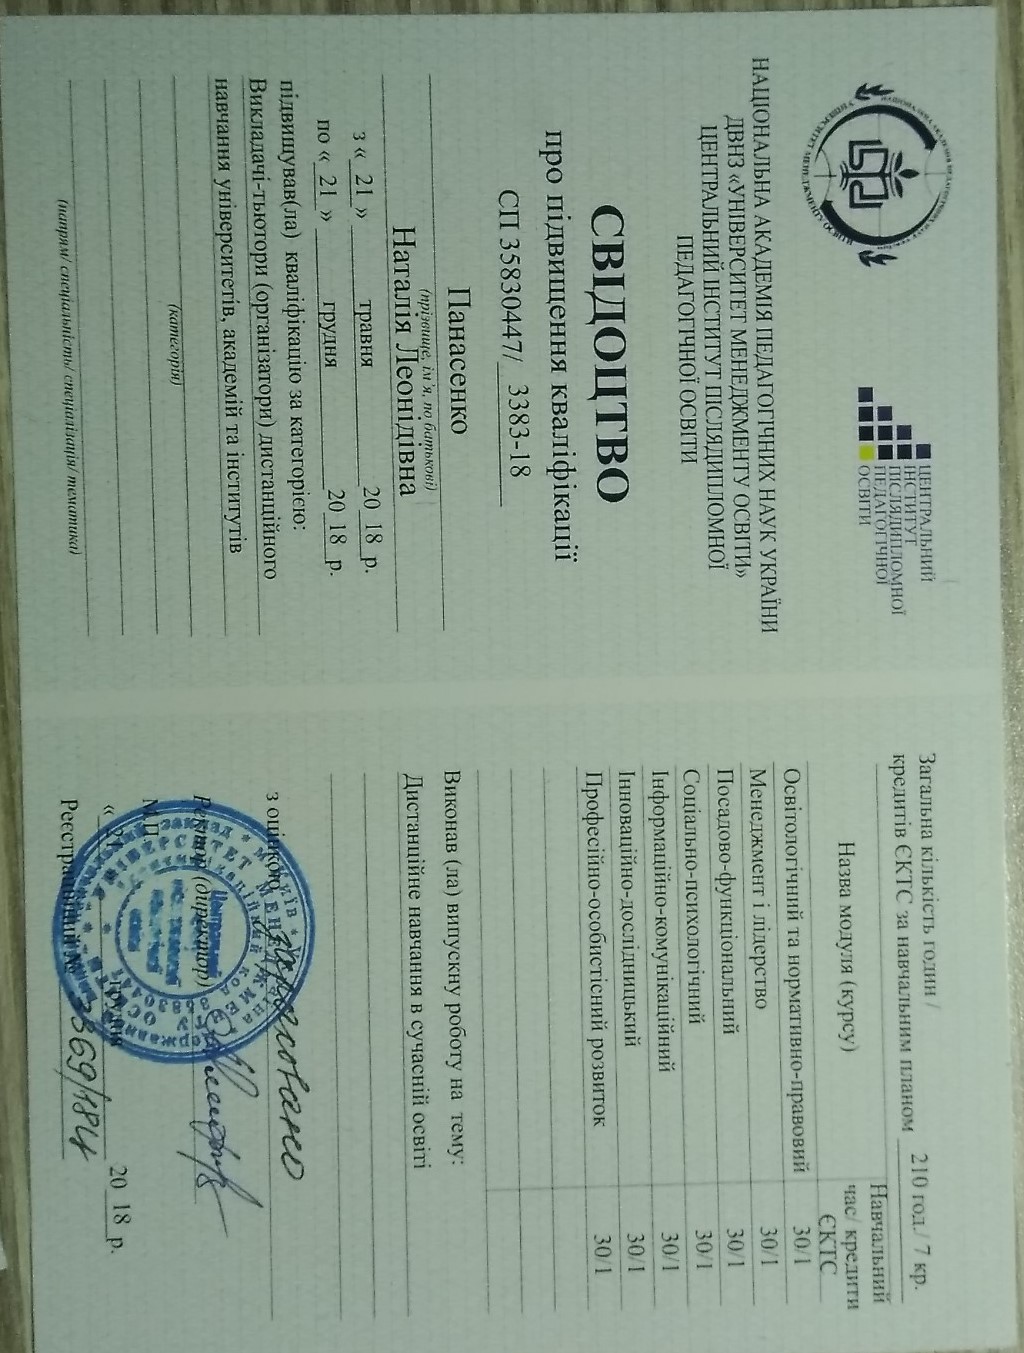 ЦЕНТРАЛЬНИЙ
ІНСТИТУТ
ПІСЛЯДИПЛОМНОЇ
ПЕДАГОГІЧНОЇ
ОСВІТИ
НАЦІОНАЛЬНА АКАДЕМІЯ ПЕДАГОГІЧНИХ НАУК УКРАЇНИ
ДВНЗ «УНІВЕРСИТЕТ МЕНЕДЖМЕНТУ ОСВІТИ»
ЦЕНТРАЛЬНИЙ ІНСТИТУТ ПІСЛЯДИПЛОМНОЇ
ПЕДАГОГІЧНОЇ ОСВІТИ
СВІДОЦТВО
про підвищення кваліфікації
СП 35830447/ 3383-18
Панасенко
(прізвище, ім'я, по батькові)
Наталія Леонідівна
з « 21 » травня 20 18 р.
по « 21 » грудня 20 18 р.
підвищував(ла) кваліфікацію за категорією:
Викладачі-тьютори (організатори) дистанційного
навчання університетів, академій та інститутів
(категорія)
(напрям/ спеціальність/ спеціалізація/ тематика)
Загальна кількість годин /
кредитів ЄКТС за навчальним планом 210 год./ 7 кр.
Назва модуля (курсу) Навчальний
час/ кредити
ЄКТС
Освітологічний та нормативно-правовий 30/1
Менеджмент і лідерство 30/1
Посадово-функціональний 30/1
Соціально-психологічний 30/1
Інформаційно-комунікаційний 30/1
Інноваційно-дослідницький 30/1
Професійно-особистісний розвиток 30/1
Виконав (ла) випускну роботу на тему:
Дистанційне навчання в сучасній освіті
з оцінкою зараховано
Ректор (директор)
МП
« 21 » грудня 20 18 р.
Реєстраційний № 3369/18ц